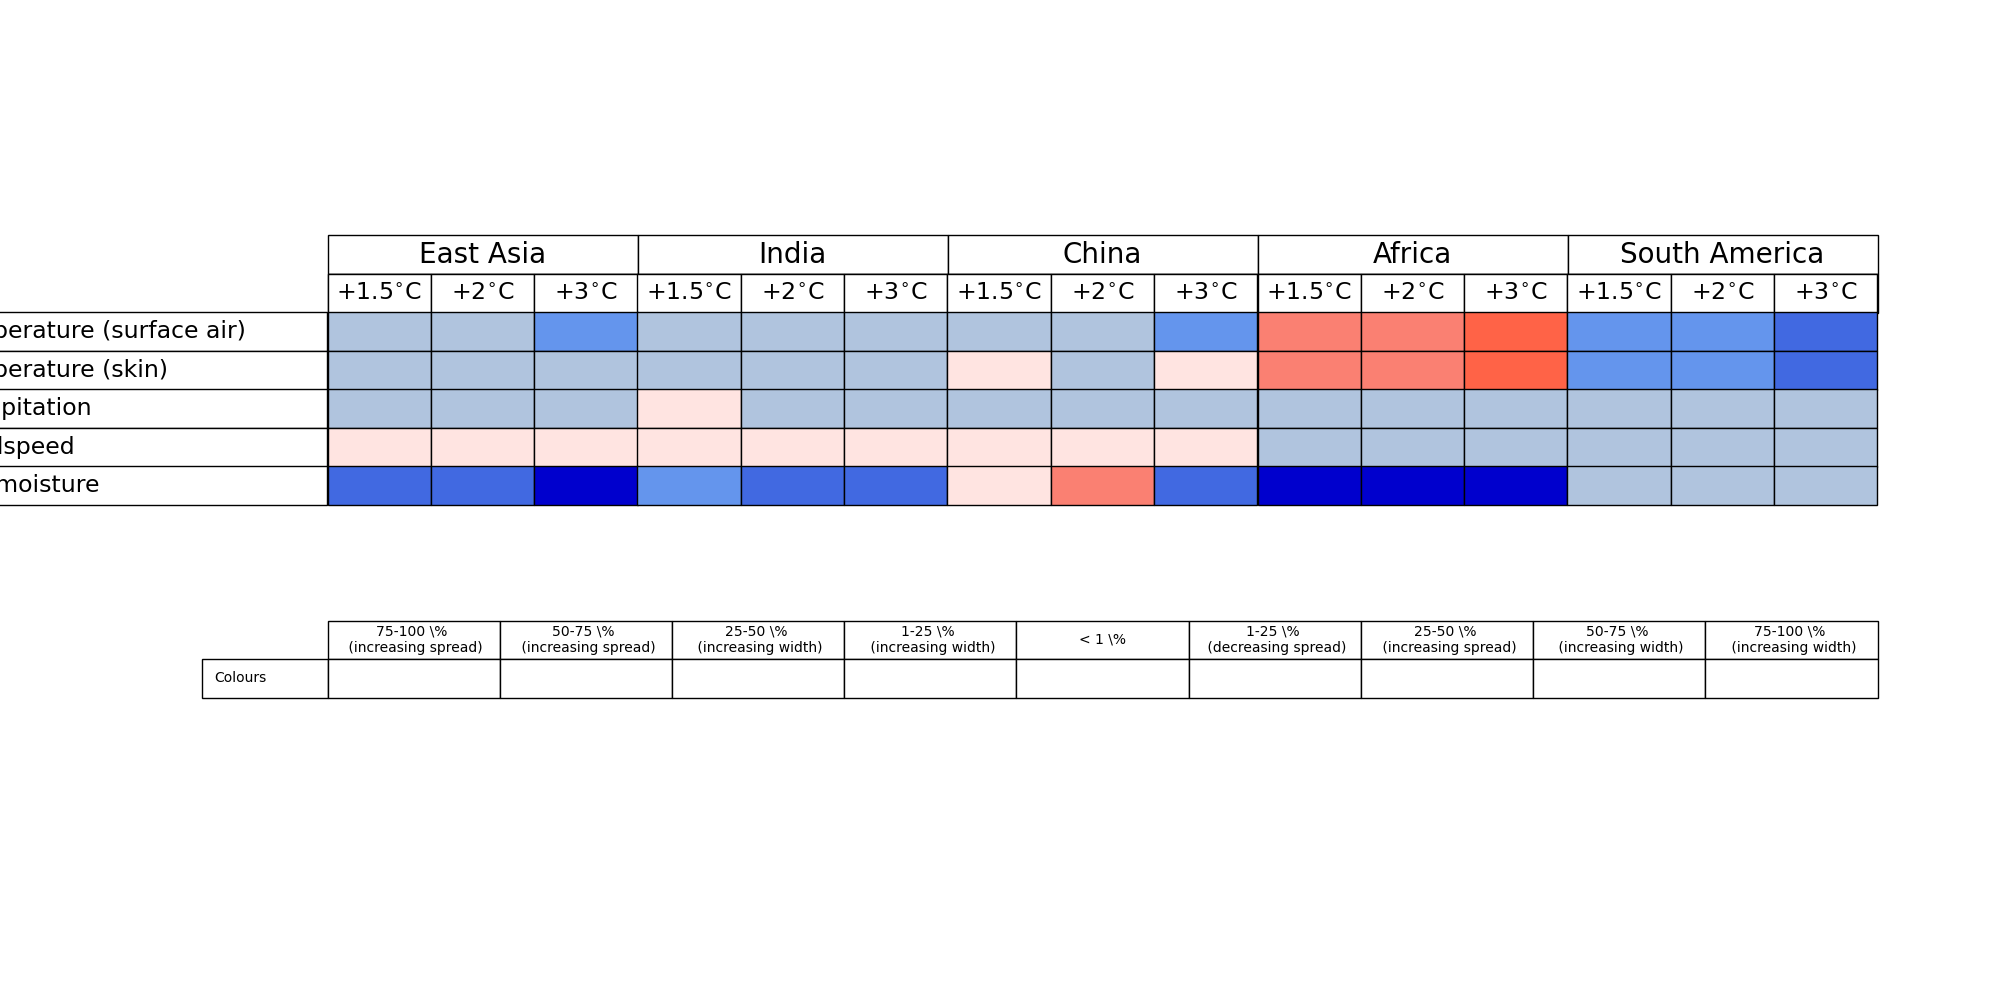 East Asia India China Africa South America
+1.5°C +2°C +3°C +1.5°C +2°C +3°C +1.5°C +2°C +3°C +1.5°C +2°C +3°C +1.5°C +2°C +3°C
perature (surface air)
perature (skin)
pitation
lspeed
moisture
75-100 \% 50-75 \% 25-50 \% 1-25 \% < 1 \% 1-25 \% 25-50 \% 50-75 \% 75-100 \%
(increasing spread) (increasing spread) (increasing width) (increasing width) (decreasing spread) (increasing spread) (increasing width) (increasing width)
Colours